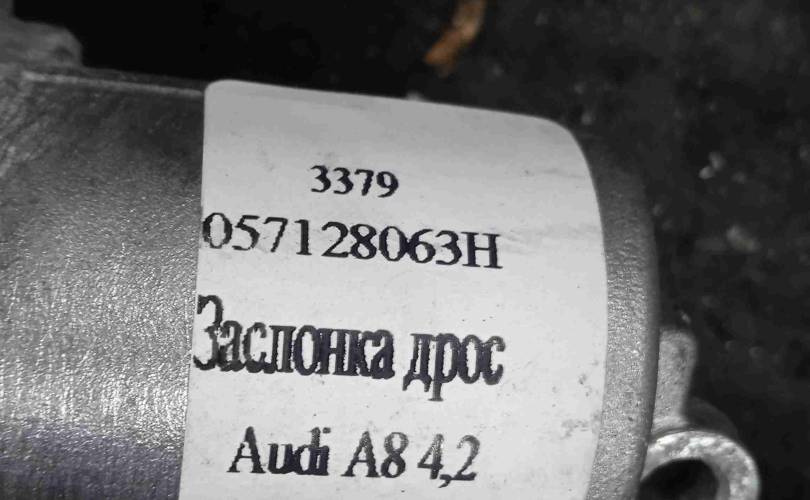 3379
057128063H
Заслонка дрос
Audi A8 4,2